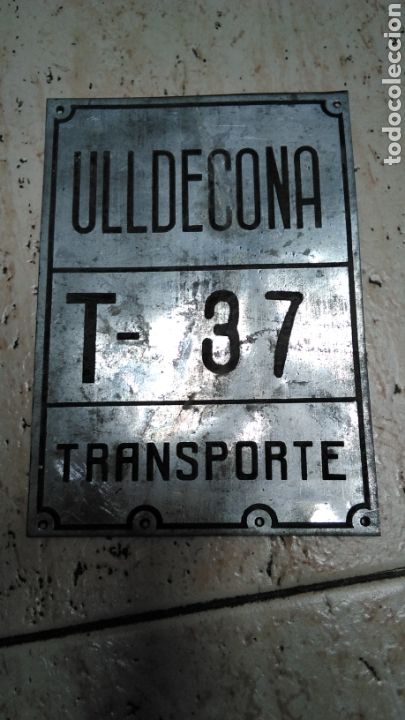 ULLDECONA
T- 37
TRANSPORTE
todocoleccion